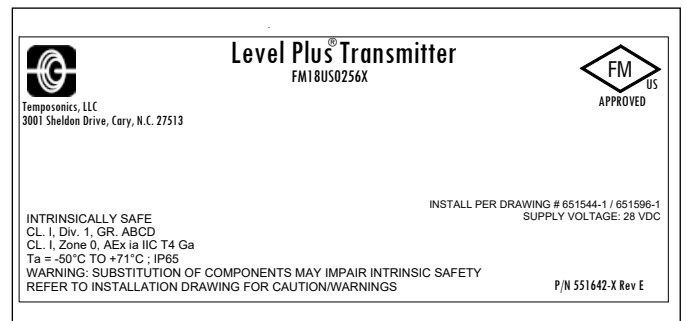 Level Plus® Transmitter
FM18US0256X
FM
US
APPROVED
Temposonics, LLC
3001 Sheldon Drive, Cary, N.C. 27513
INSTALL PER DRAWING # 651544-1 / 651596-1
SUPPLY VOLTAGE: 28 VDC
INTRINSICALLY SAFE
CL. I, Div. 1, GR. ABCD
CL. I, Zone 0, AEx ia IIC T4 Ga
Ta = -50°C TO +71°C ; IP65
WARNING: SUBSTITUTION OF COMPONENTS MAY IMPAIR INTRINSIC SAFETY
REFER TO INSTALLATION DRAWING FOR CAUTION/WARNINGS
P/N 551642-X Rev E